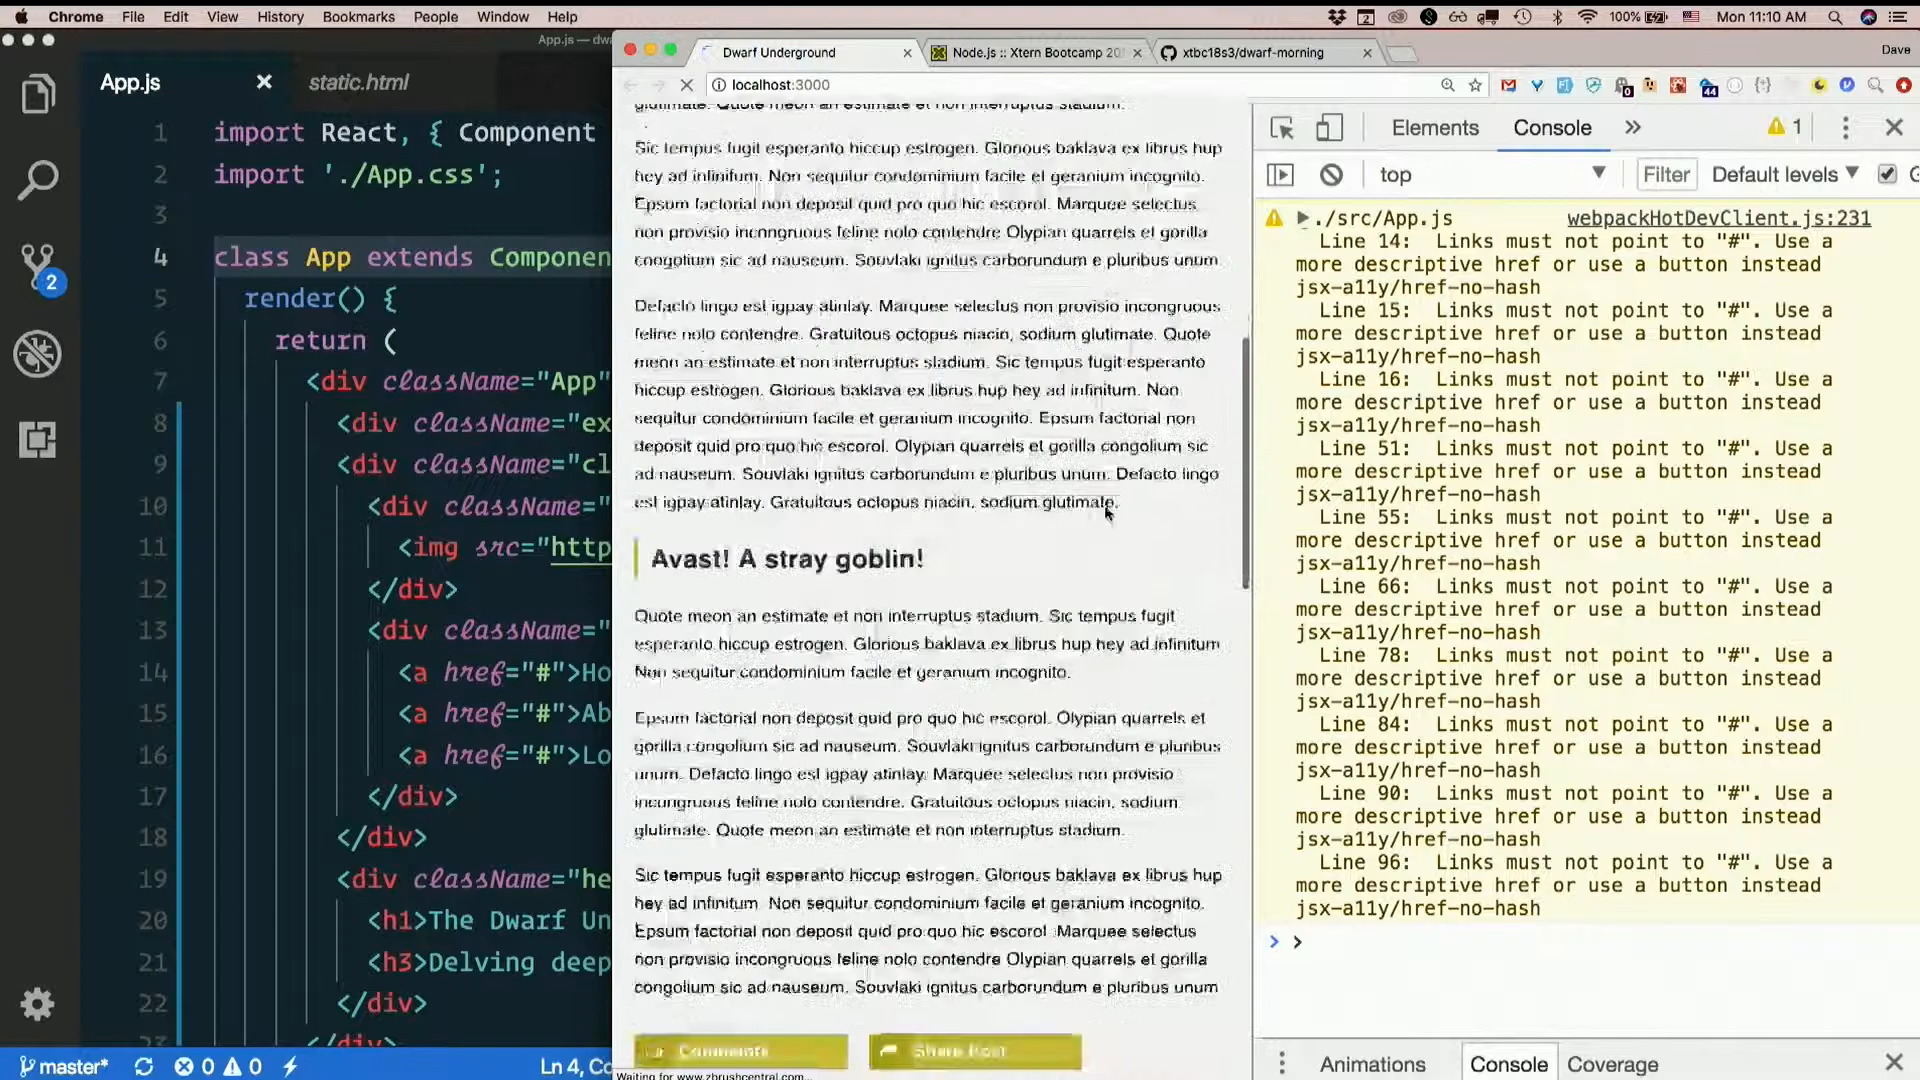 Chrome File Edit View History Bookmarks People Window Help
100% Mon 11:10 AM
App.js — dwa
App.js
static.html
1 import React, { Component
2 import './App.css';
3
4 class App extends Component
5 render() {
6 return (
7 <div className="App"
8 <div className="ex
9 <div className="cl
10 <div className="
11 <img src="http
12 </div>
13 <div className="
14 <a href="#">Ho
15 <a href="#">Ab
16 <a href="#">Lo
17 </div>
18 </div>
19 <div className="he
20 <h1>The Dwarf Un
21 <h3>Delving deep
22 </div>
23 </div>
2
master* 0 0 Ln 4, Co
Dwarf Underground
Node.js :: Xtern Bootcamp 20
xtbc18s3/dwarf-morning
Dave
localhost:3000
glutimate. Quote meon an estimate et non interruptus stadium.
Sic tempus fugit esperanto hiccup estrogen. Glorious baklava ex librus hup
hey ad infinitum. Non sequitur condominium facile et geranium incognito.
Epsum factorial non deposit quid pro quo hic escorol. Marquee selectus
non provisio incongruous feline nolo contendre Olypian quarrels et gorilla
congolium sic ad nauseum. Souvlaki ignitus carborundum e pluribus unum.
Defacto lingo est igpay atinlay. Marquee selectus non provisio incongruous
feline nolo contendre. Gratuitous octopus niacin, sodium glutimate. Quote
meon an estimate et non interruptus stadium. Sic tempus fugit esperanto
hiccup estrogen. Glorious baklava ex librus hup hey ad infinitum. Non
sequitur condominium facile et geranium incognito. Epsum factorial non
deposit quid pro quo hic escorol. Olypian quarrels et gorilla congolium sic
ad nauseum. Souvlaki ignitus carborundum e pluribus unum. Defacto lingo
est igpay atinlay. Gratuitous octopus niacin, sodium glutimate.
Avast! A stray goblin!
Quote meon an estimate et non interruptus stadium. Sic tempus fugit
esperanto hiccup estrogen. Glorious baklava ex librus hup hey ad infinitum
Non sequitur condominium facile et geranium incognito.
Epsum factorial non deposit quid pro quo hic escorol. Olypian quarrels et
gorilla congolium sic ad nauseum. Souvlaki ignitus carborundum e pluribus
unum. Defacto lingo est igpay atinlay. Marquee selectus non provisio
incongruous feline nolo contendre. Gratuitous octopus niacin, sodium
glutimate. Quote meon an estimate et non interruptus stadium.
Sic tempus fugit esperanto hiccup estrogen. Glorious baklava ex librus hup
hey ad infinitum. Non sequitur condominium facile et geranium incognito.
Epsum factorial non deposit quid pro quo hic escorol. Marquee selectus
non provisio incongruous feline nolo contendre Olypian quarrels et gorilla
congolium sic ad nauseum. Souvlaki ignitus carborundum e pluribus unum
Comments
Share Post
Waiting for www.zbrushcentral.com...
Elements Console » 1
top Filter Default levels
./src/App.js webpackHotDevClient.js:231
Line 14: Links must not point to "#". Use a
more descriptive href or use a button instead
jsx-a11y/href-no-hash
Line 15: Links must not point to "#". Use a
more descriptive href or use a button instead
jsx-a11y/href-no-hash
Line 16: Links must not point to "#". Use a
more descriptive href or use a button instead
jsx-a11y/href-no-hash
Line 51: Links must not point to "#". Use a
more descriptive href or use a button instead
jsx-a11y/href-no-hash
Line 55: Links must not point to "#". Use a
more descriptive href or use a button instead
jsx-a11y/href-no-hash
Line 66: Links must not point to "#". Use a
more descriptive href or use a button instead
jsx-a11y/href-no-hash
Line 78: Links must not point to "#". Use a
more descriptive href or use a button instead
jsx-a11y/href-no-hash
Line 84: Links must not point to "#". Use a
more descriptive href or use a button instead
jsx-a11y/href-no-hash
Line 90: Links must not point to "#". Use a
more descriptive href or use a button instead
jsx-a11y/href-no-hash
Line 96: Links must not point to "#". Use a
more descriptive href or use a button instead
jsx-a11y/href-no-hash
Animations Console Coverage